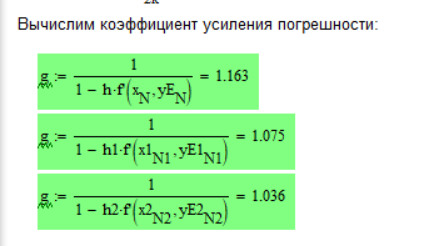 2k
Вычислим коэффициент усиления погрешности:
g := 1 / (1 − h·f'(x_N, yE_N)) = 1.163
g := 1 / (1 − h1·f'(x1_N1, yE1_N1)) = 1.075
g := 1 / (1 − h2·f'(x2_N2, yE2_N2)) = 1.036